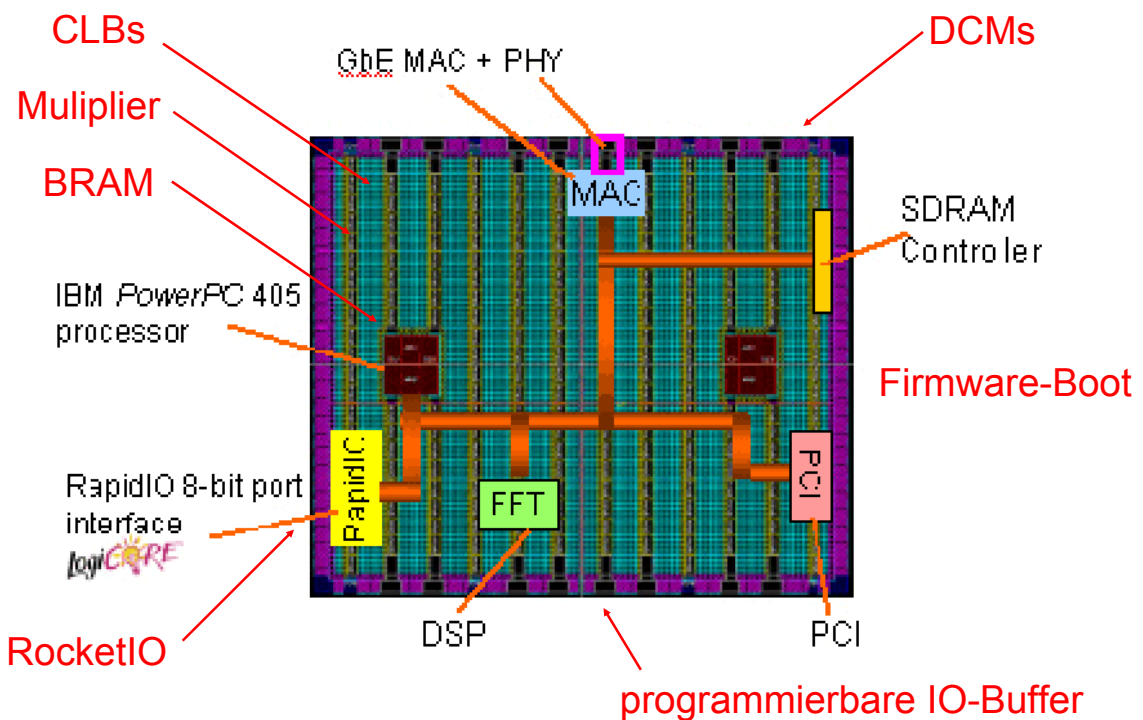 CLBs
DCMs
GbE MAC + PHY
Muliplier
BRAM
MAC
SDRAM
Controler
IBM PowerPC 405
processor
Firmware-Boot
RapidIO
PCI
RapidIO 8-bit port
interface
LogiCORE
FFT
RocketIO
DSP
PCI
programmierbare IO-Buffer